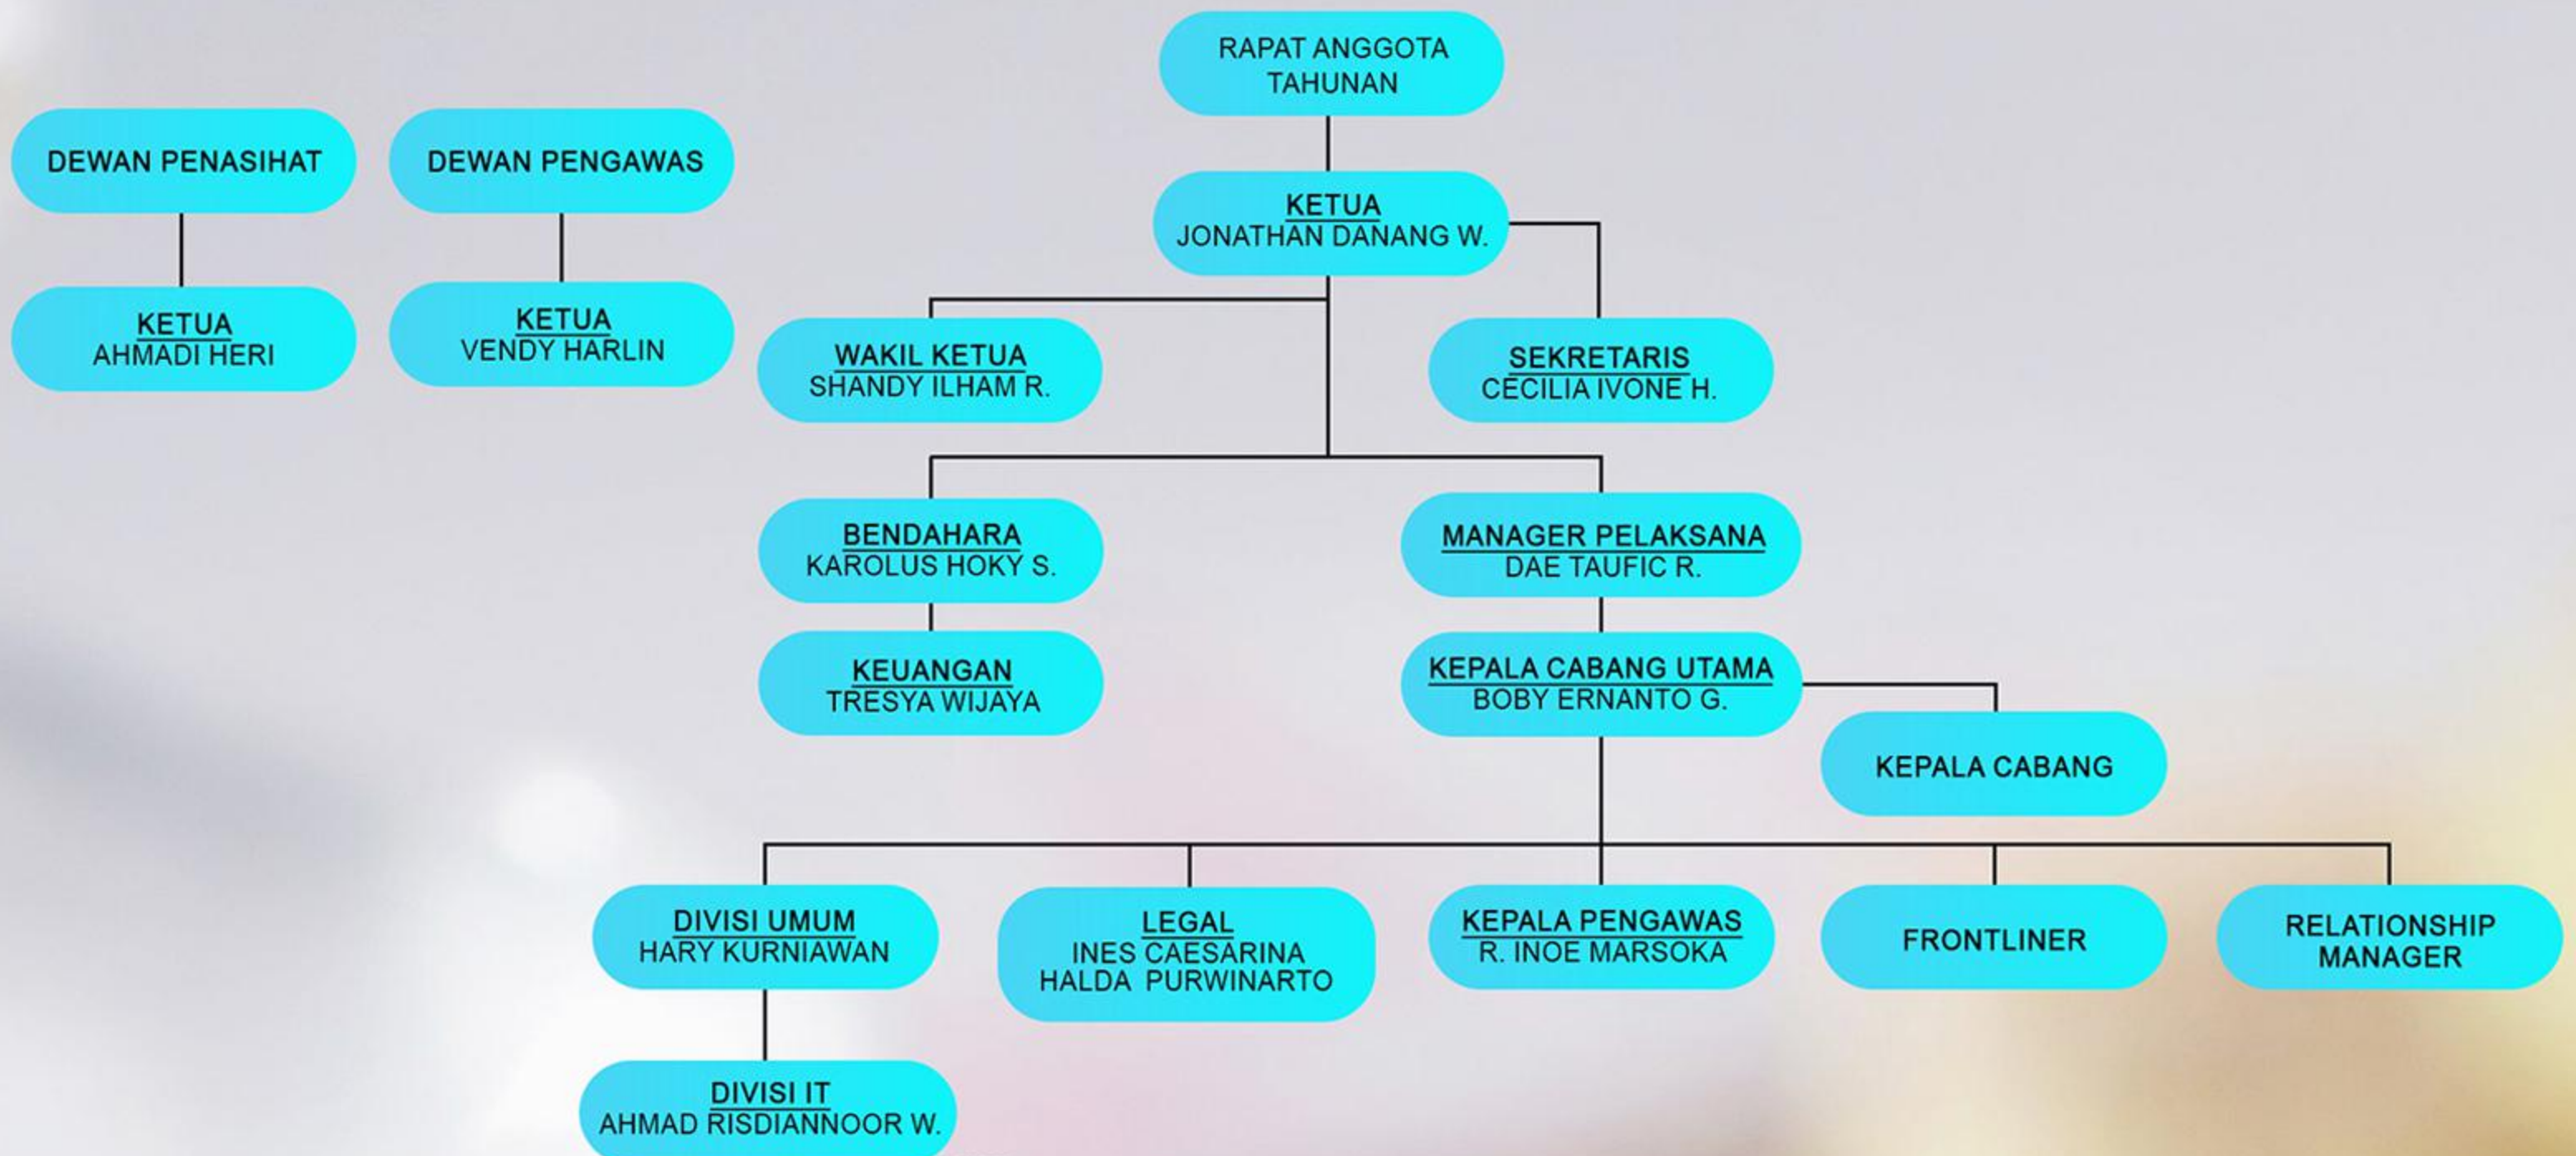 RAPAT ANGGOTA
TAHUNAN
DEWAN PENASIHAT
DEWAN PENGAWAS
KETUA
JONATHAN DANANG W.
KETUA
AHMADI HERI
KETUA
VENDY HARLIN
WAKIL KETUA
SHANDY ILHAM R.
SEKRETARIS
CECILIA IVONE H.
BENDAHARA
KAROLUS HOKY S.
MANAGER PELAKSANA
DAE TAUFIC R.
KEUANGAN
TRESYA WIJAYA
KEPALA CABANG UTAMA
BOBY ERNANTO G.
KEPALA CABANG
DIVISI UMUM
HARY KURNIAWAN
LEGAL
INES CAESARINA
HALDA PURWINARTO
KEPALA PENGAWAS
R. INOE MARSOKA
FRONTLINER
RELATIONSHIP
MANAGER
DIVISI IT
AHMAD RISDIANNOOR W.